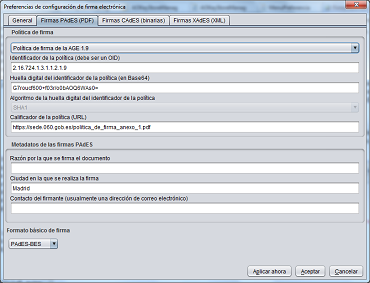 Preferencias de configuración de firma electrónica
General
Firmas PAdES (PDF)
Firmas CAdES (binarias)
Firmas XAdES (XML)
Política de firma
Política de firma de la AGE 1.9
Identificador de la política (debe ser un OID)
2.16.724.1.3.1.1.2.1.9
Huella digital del identificador de la política (en Base64)
G7roucf600+f03r/o0bAOQ6WAs0=
Algoritmo de la huella digital del identificador de la política
SHA1
Calificador de la política (URL)
https://sede.060.gob.es/politica_de_firma_anexo_1.pdf
Metadatos de las firmas PAdES
Razón por la que se firma el documento
Ciudad en la que se realiza la firma
Madrid
Contacto del firmante (usualmente una dirección de correo electrónico)
Formato básico de firma
PAdES-BES
Aplicar ahora
Aceptar
Cancelar